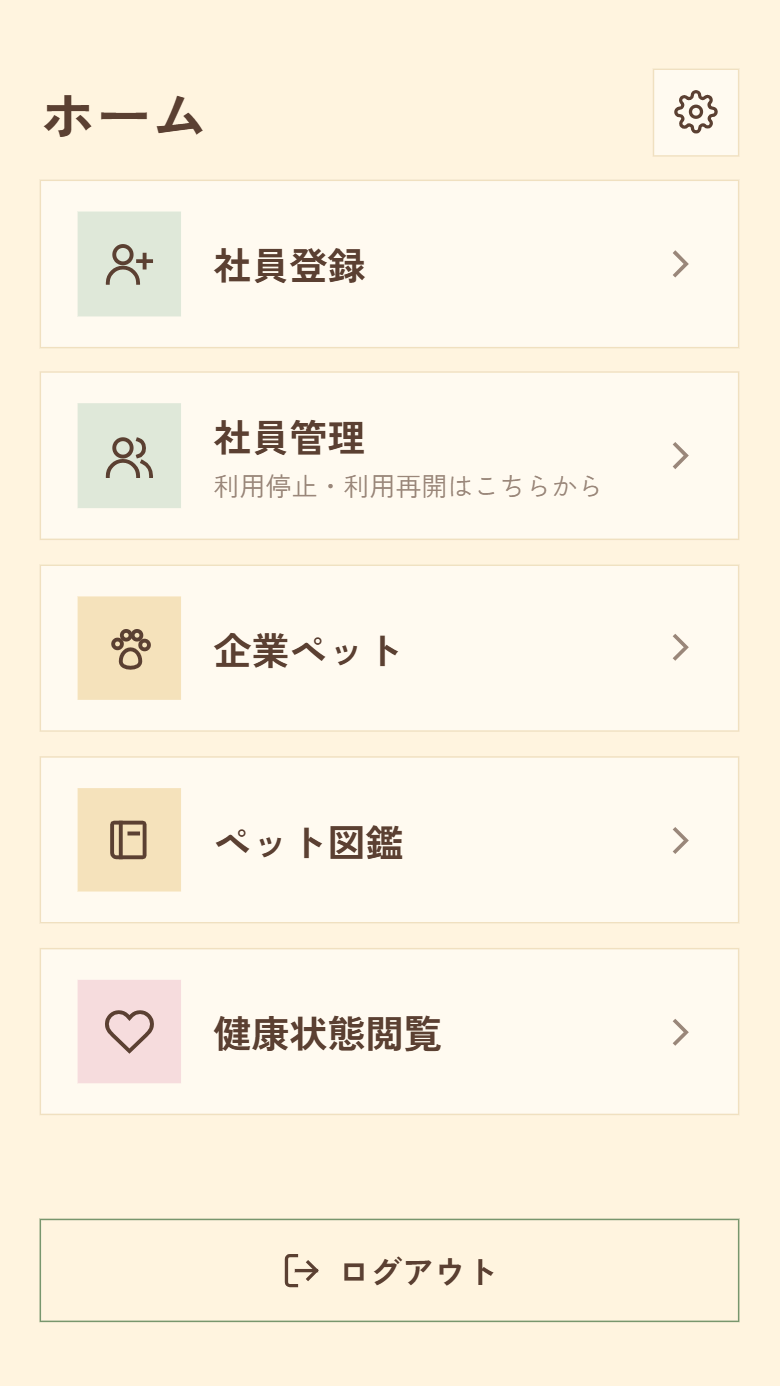 ホーム
社員登録
社員管理
利用停止・利用再開はこちらから
企業ペット
ペット図鑑
健康状態閲覧
ログアウト